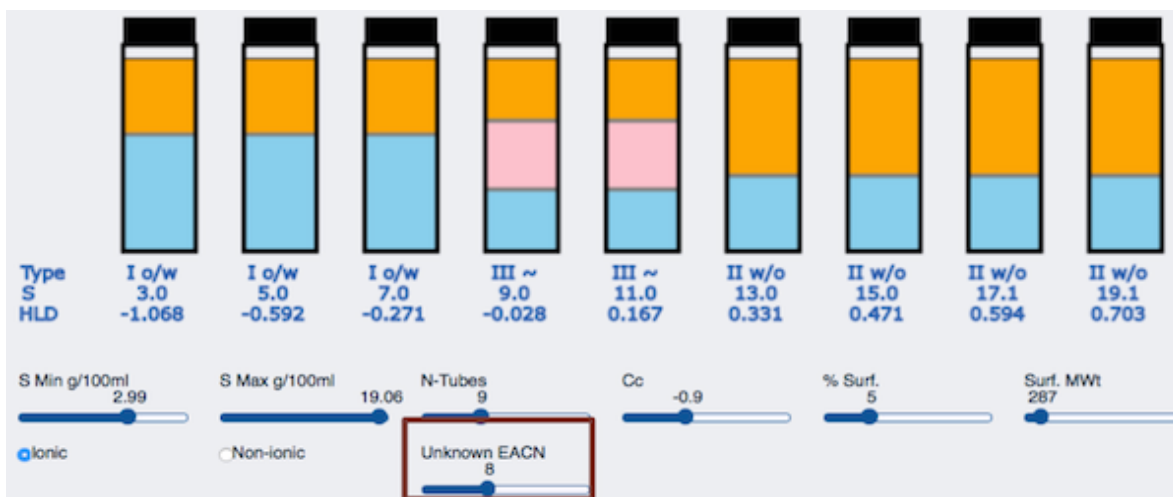 Type I o/w I o/w I o/w III ~ III ~ II w/o II w/o II w/o II w/o
S 3.0 5.0 7.0 9.0 11.0 13.0 15.0 17.1 19.1
HLD -1.068 -0.592 -0.271 -0.028 0.167 0.331 0.471 0.594 0.703
S Min g/100ml S Max g/100ml N-Tubes Cc % Surf. Surf. MWt
2.99 19.06 9 -0.9 5 287
Ionic Non-ionic Unknown EACN
8